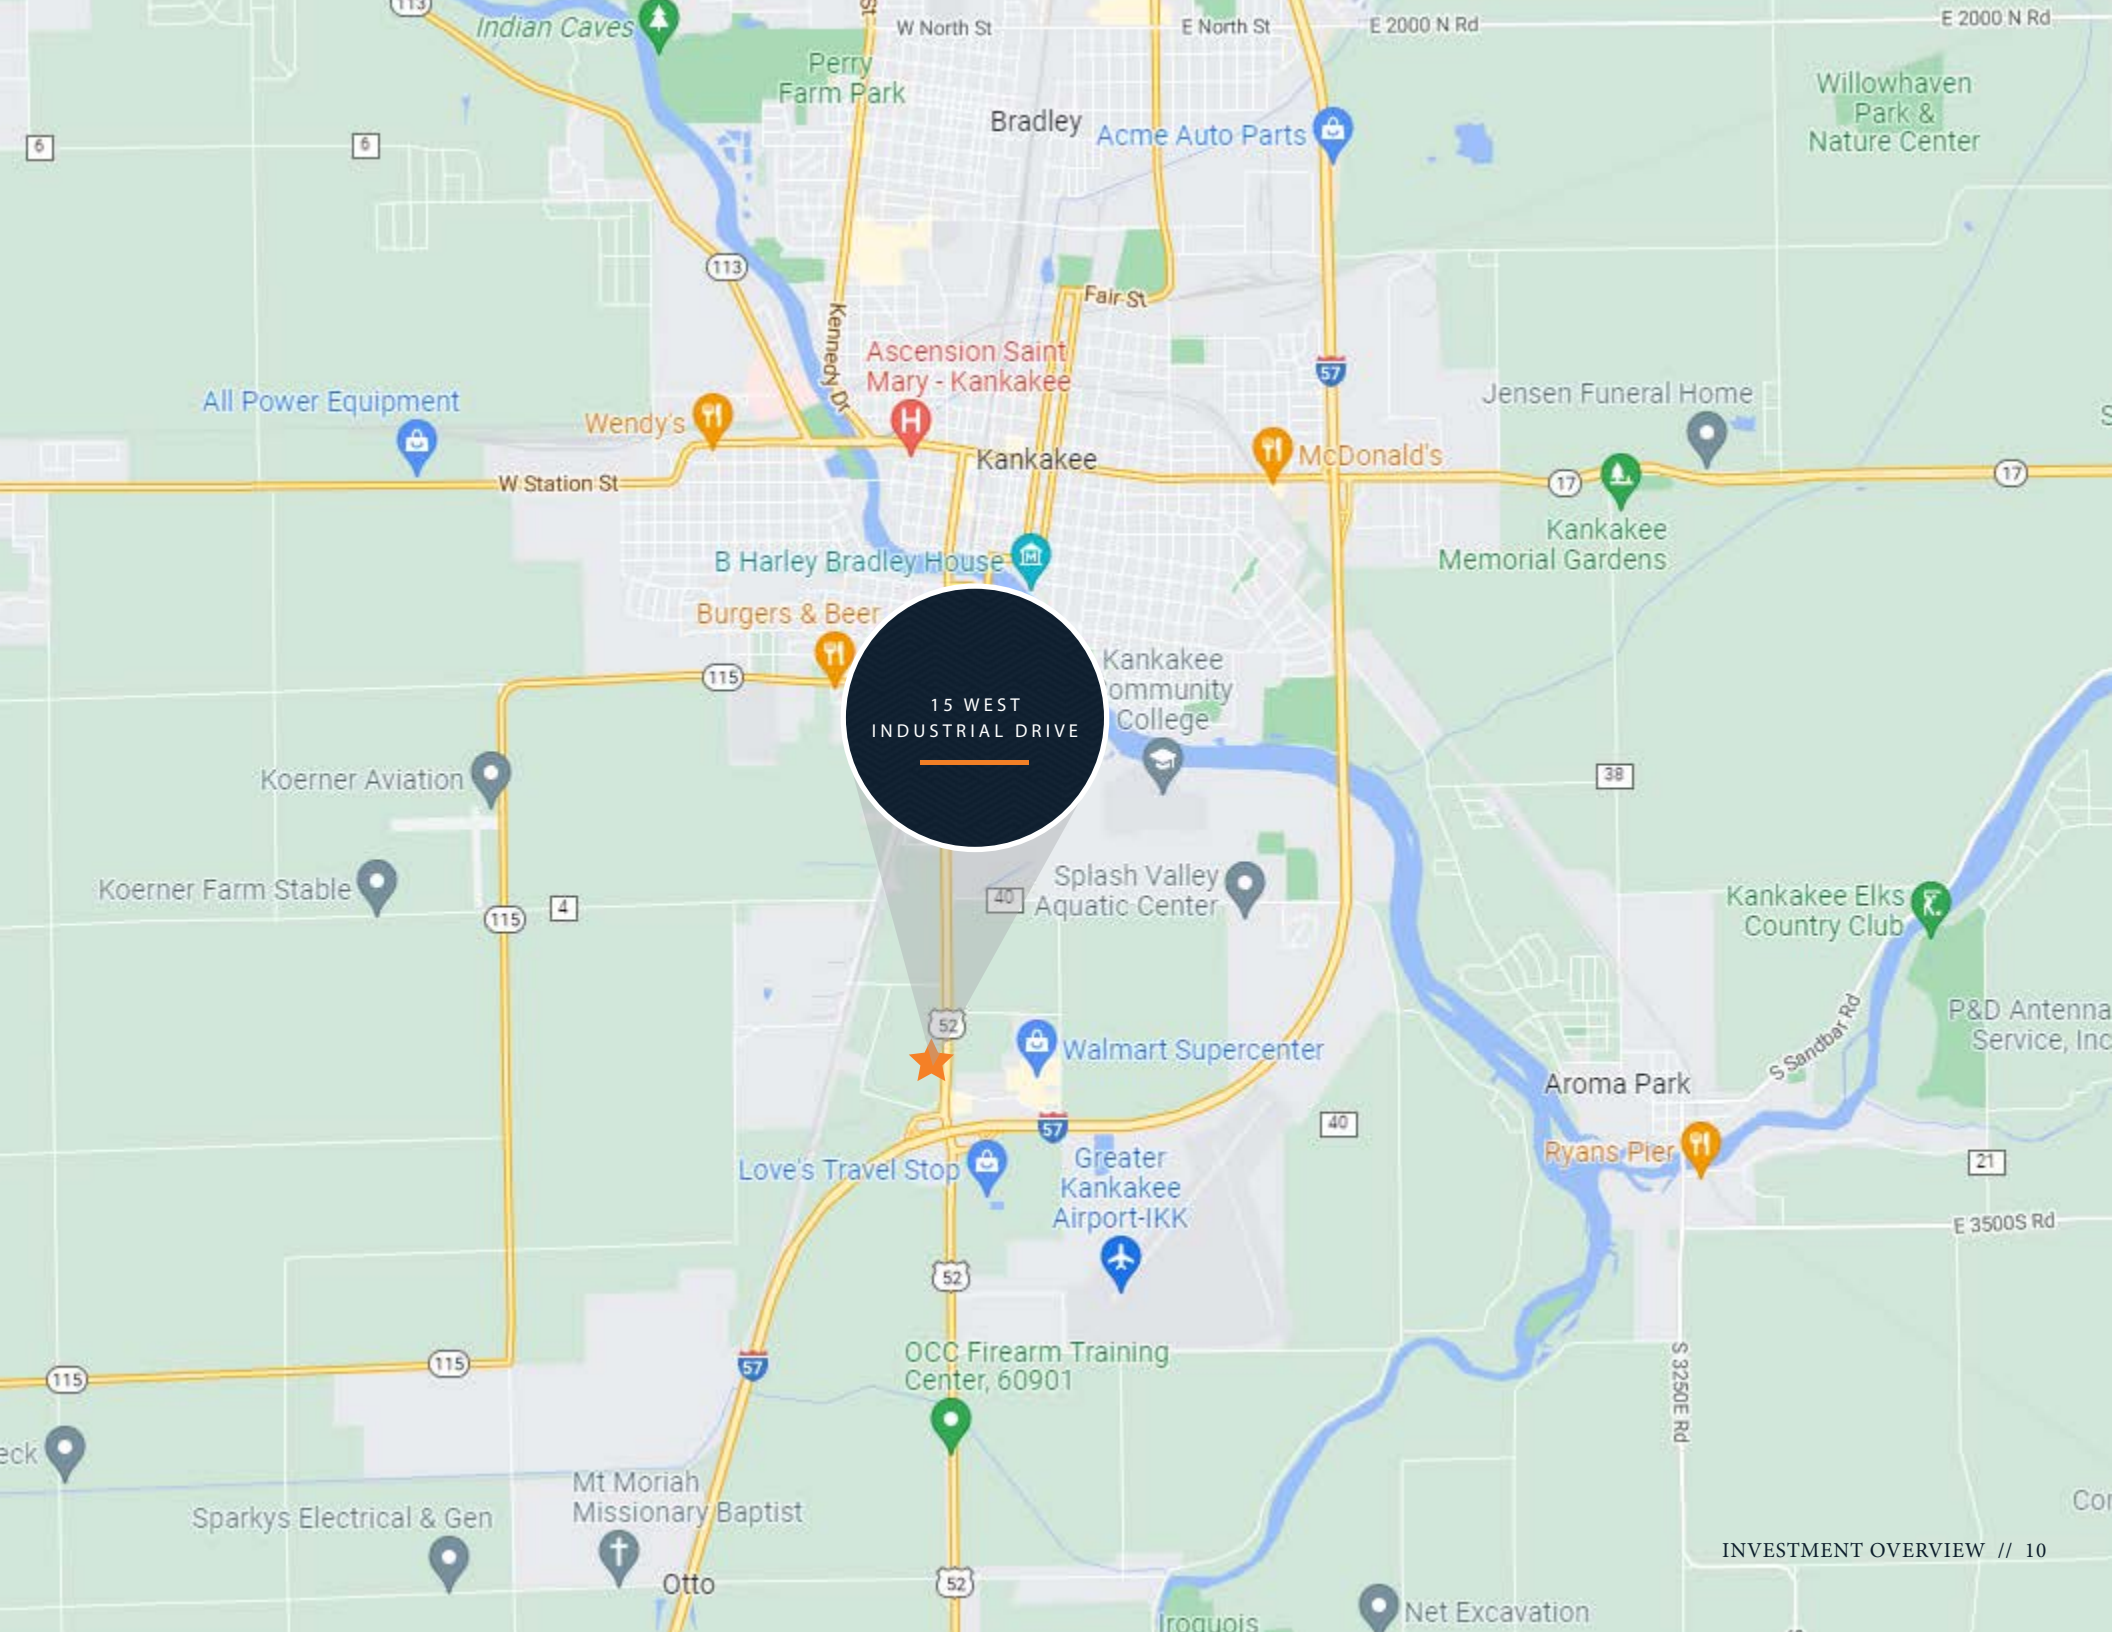 113
Indian Caves
St
W North St
E North St
E 2000 N Rd
E 2000 N Rd
Perry
Farm Park
Willowhaven
Park &
Nature Center
Bradley
Acme Auto Parts
6
6
113
Fair St
Kennedy Dr
Ascension Saint
Mary - Kankakee
H
57
All Power Equipment
Wendy's
Jensen Funeral Home
Kankakee
McDonald's
W Station St
17
17
Kankakee
Memorial Gardens
B Harley Bradley House
M
Burgers & Beer
115
Kankakee
ommunity
College
15 WEST
INDUSTRIAL DRIVE
Koerner Aviation
38
Koerner Farm Stable
115
4
40
Splash Valley
Aquatic Center
Kankakee Elks
Country Club
52
Walmart Supercenter
S Sandbar Rd
P&D Antenna
Service, Inc
Aroma Park
57
40
Ryans Pier
21
Love's Travel Stop
Greater
Kankakee
Airport-IKK
E 3500S Rd
52
115
115
57
OCC Firearm Training
Center, 60901
S 3250E Rd
eck
Mt Moriah
Missionary Baptist
Sparkys Electrical & Gen
Cor
INVESTMENT OVERVIEW // 10
Otto
52
Net Excavation
Iroquois